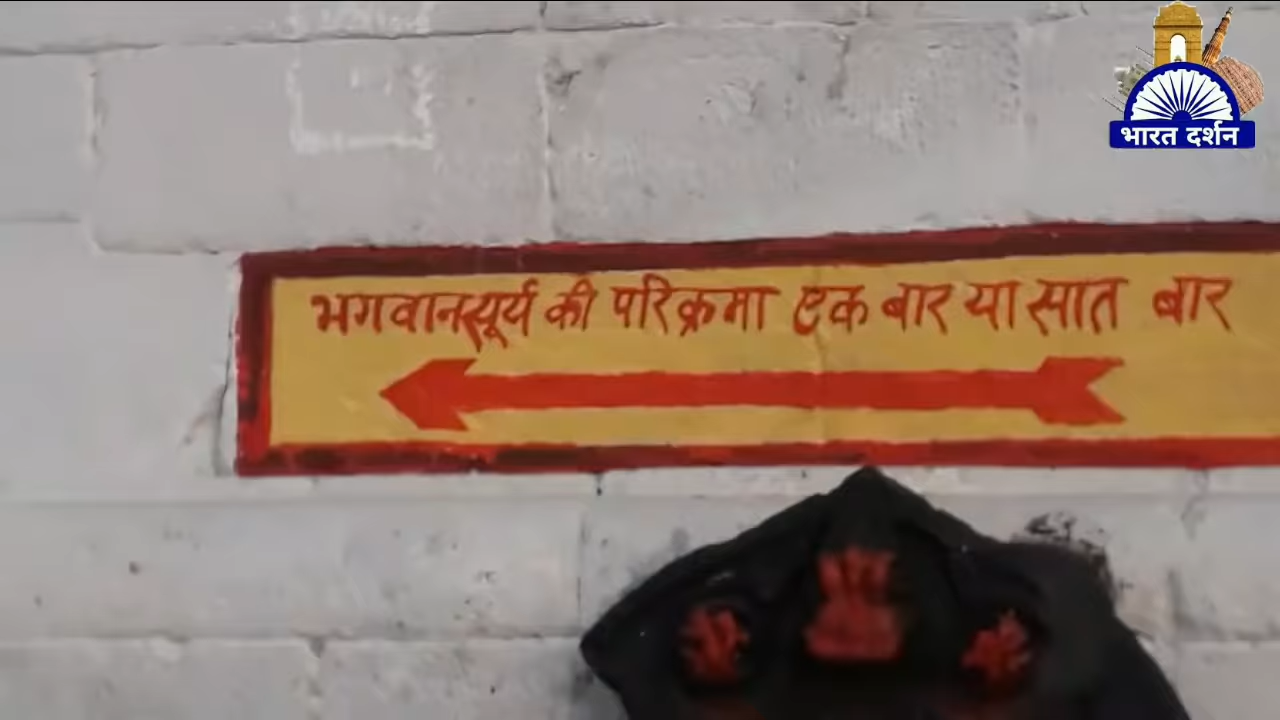 भारत दर्शन
भगवान सूर्य की परिक्रमा एक बार या सात बार